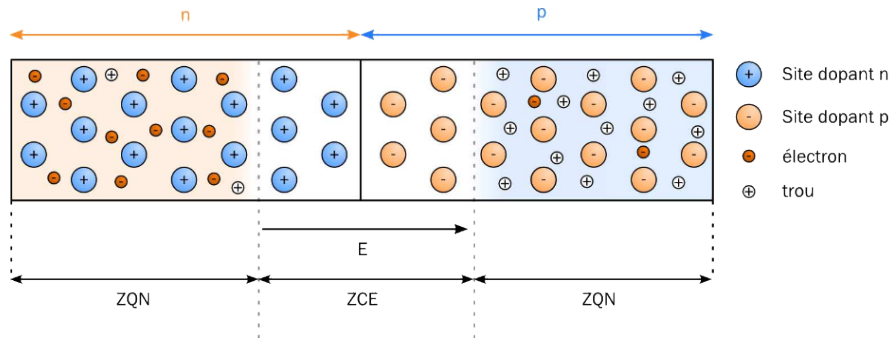 n
p
Site dopant n
Site dopant p
électron
trou
E
ZQN
ZCE
ZQN